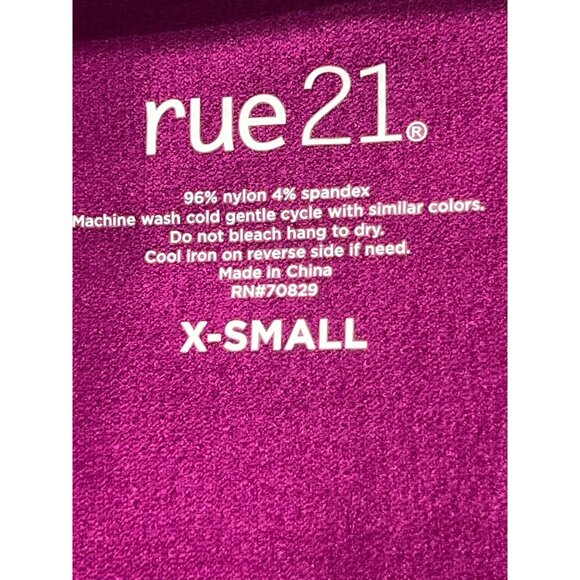 rue21®
96% nylon 4% spandex
Machine wash cold gentle cycle with similar colors.
Do not bleach hang to dry.
Cool iron on reverse side if need.
Made in China
RN#70829
X-SMALL